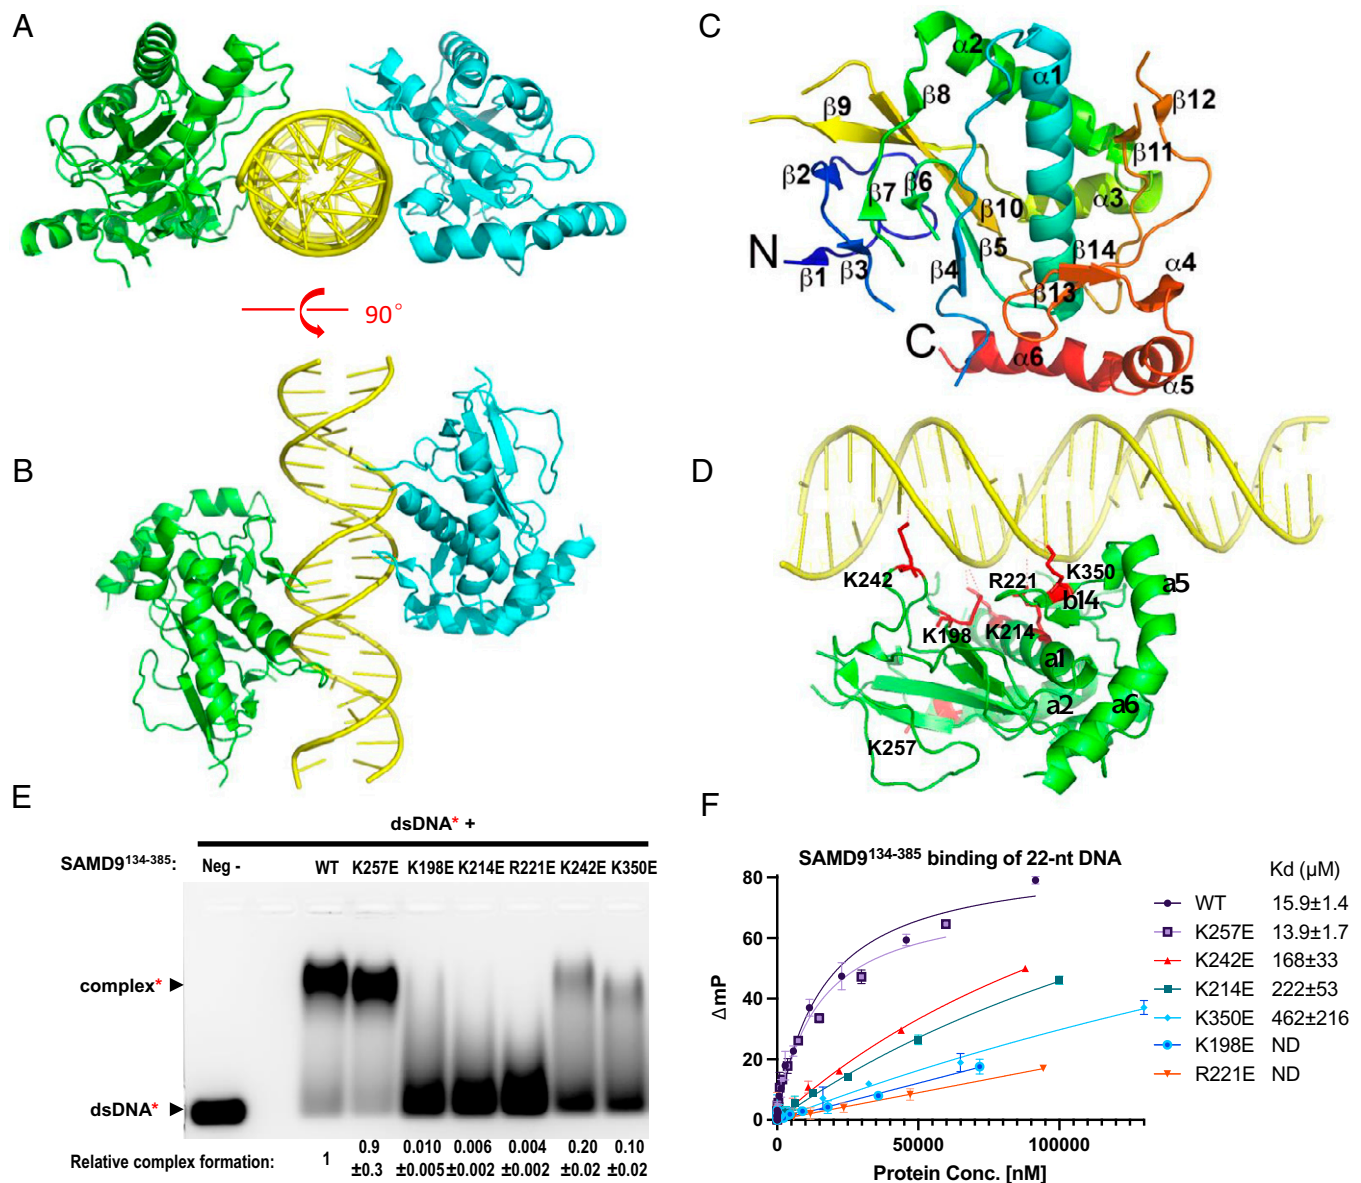 A
90°
B
C
α2
α1
β12
β9
β8
β11
β2
β7
β6
α3
β10
N
β1
β3
β4
β5
β14
α4
β13
C
α6
α5
D
K242
R221
K350
b14
a5
K198
K214
a1
a2
a6
K257
E
dsDNA* +
SAMD9134-385: Neg - WT K257E K198E K214E R221E K242E K350E
complex*
dsDNA*
Relative complex formation: 1 0.9 ±0.3 0.010 ±0.005 0.006 ±0.002 0.004 ±0.002 0.20 ±0.02 0.10 ±0.02
F
SAMD9134-385 binding of 22-nt DNA
Kd (µM)
WT 15.9±1.4
K257E 13.9±1.7
K242E 168±33
K214E 222±53
K350E 462±216
K198E ND
R221E ND
ΔmP
80
60
40
20
0
0 50000 100000
Protein Conc. [nM]